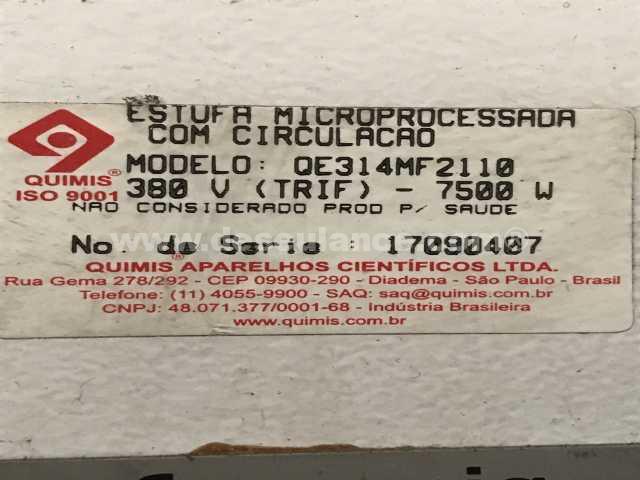 ESTUFA MICROPROCESSADA
COM CIRCULACAO
MODELO: QE314MF2110
380 V (TRIF) - 7500 W
NAO CONSIDERADO PROD P/ SAUDE
QUIMIS®
ISO 9001
No. de Serie : 17090407
QUIMIS® APARELHOS CIENTÍFICOS LTDA.
Rua Gema 278/292 - CEP 09930-290 - Diadema - São Paulo - Brasil
Telefone: (11) 4055-9900 - SAQ: saq@quimis.com.br
CNPJ: 48.071.377/0001-68 - Indústria Brasileira
www.quimis.com.br